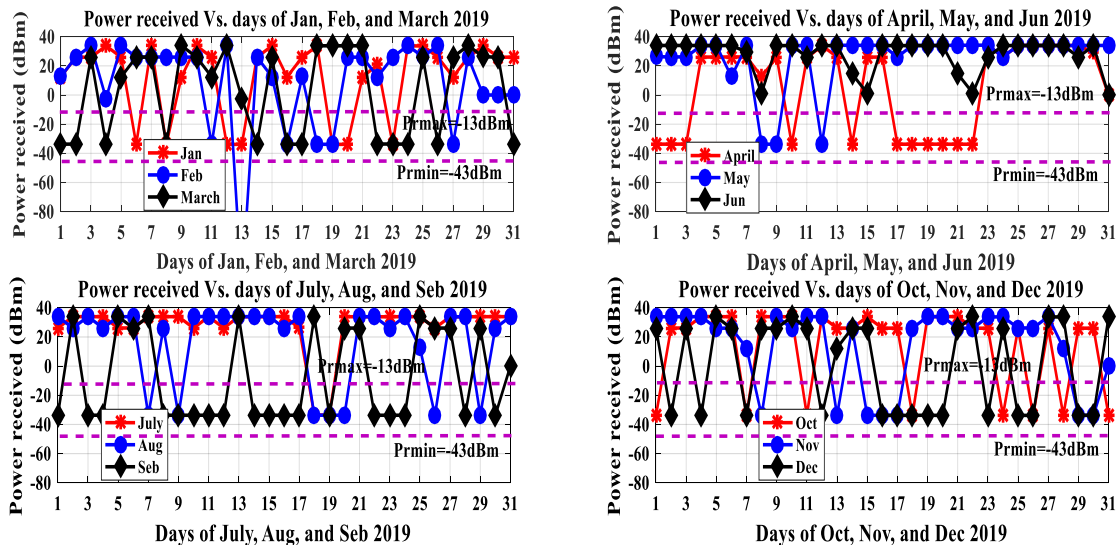 Power received Vs. days of Jan, Feb, and March 2019
Power received (dBm)
40
20
0
-20
-40
-60
-80
Prmax=-13dBm
Prmin=-43dBm
Jan
Feb
March
1 3 5 7 9 11 13 15 17 19 21 23 25 27 29 31
Days of Jan, Feb, and March 2019
Power received Vs. days of April, May, and Jun 2019
Power received (dBm)
40
20
0
-20
-40
-60
-80
Prmax=-13dBm
Prmin=-43dBm
April
May
Jun
1 3 5 7 9 11 13 15 17 19 21 23 25 27 29 31
Days of April, May, and Jun 2019
Power received Vs. days of July, Aug, and Seb 2019
Power received (dBm)
40
20
0
-20
-40
-60
-80
Prmax=-13dBm
Prmin=-43dBm
July
Aug
Seb
1 3 5 7 9 11 13 15 17 19 21 23 25 27 29 31
Days of July, Aug, and Seb 2019
Power received Vs. days of Oct, Nov, and Dec 2019
Power received (dBm)
40
20
0
-20
-40
-60
-80
Prmax=-13dBm
Prmin=-43dBm
Oct
Nov
Dec
1 3 5 7 9 11 13 15 17 19 21 23 25 27 29 31
Days of Oct, Nov, and Dec 2019